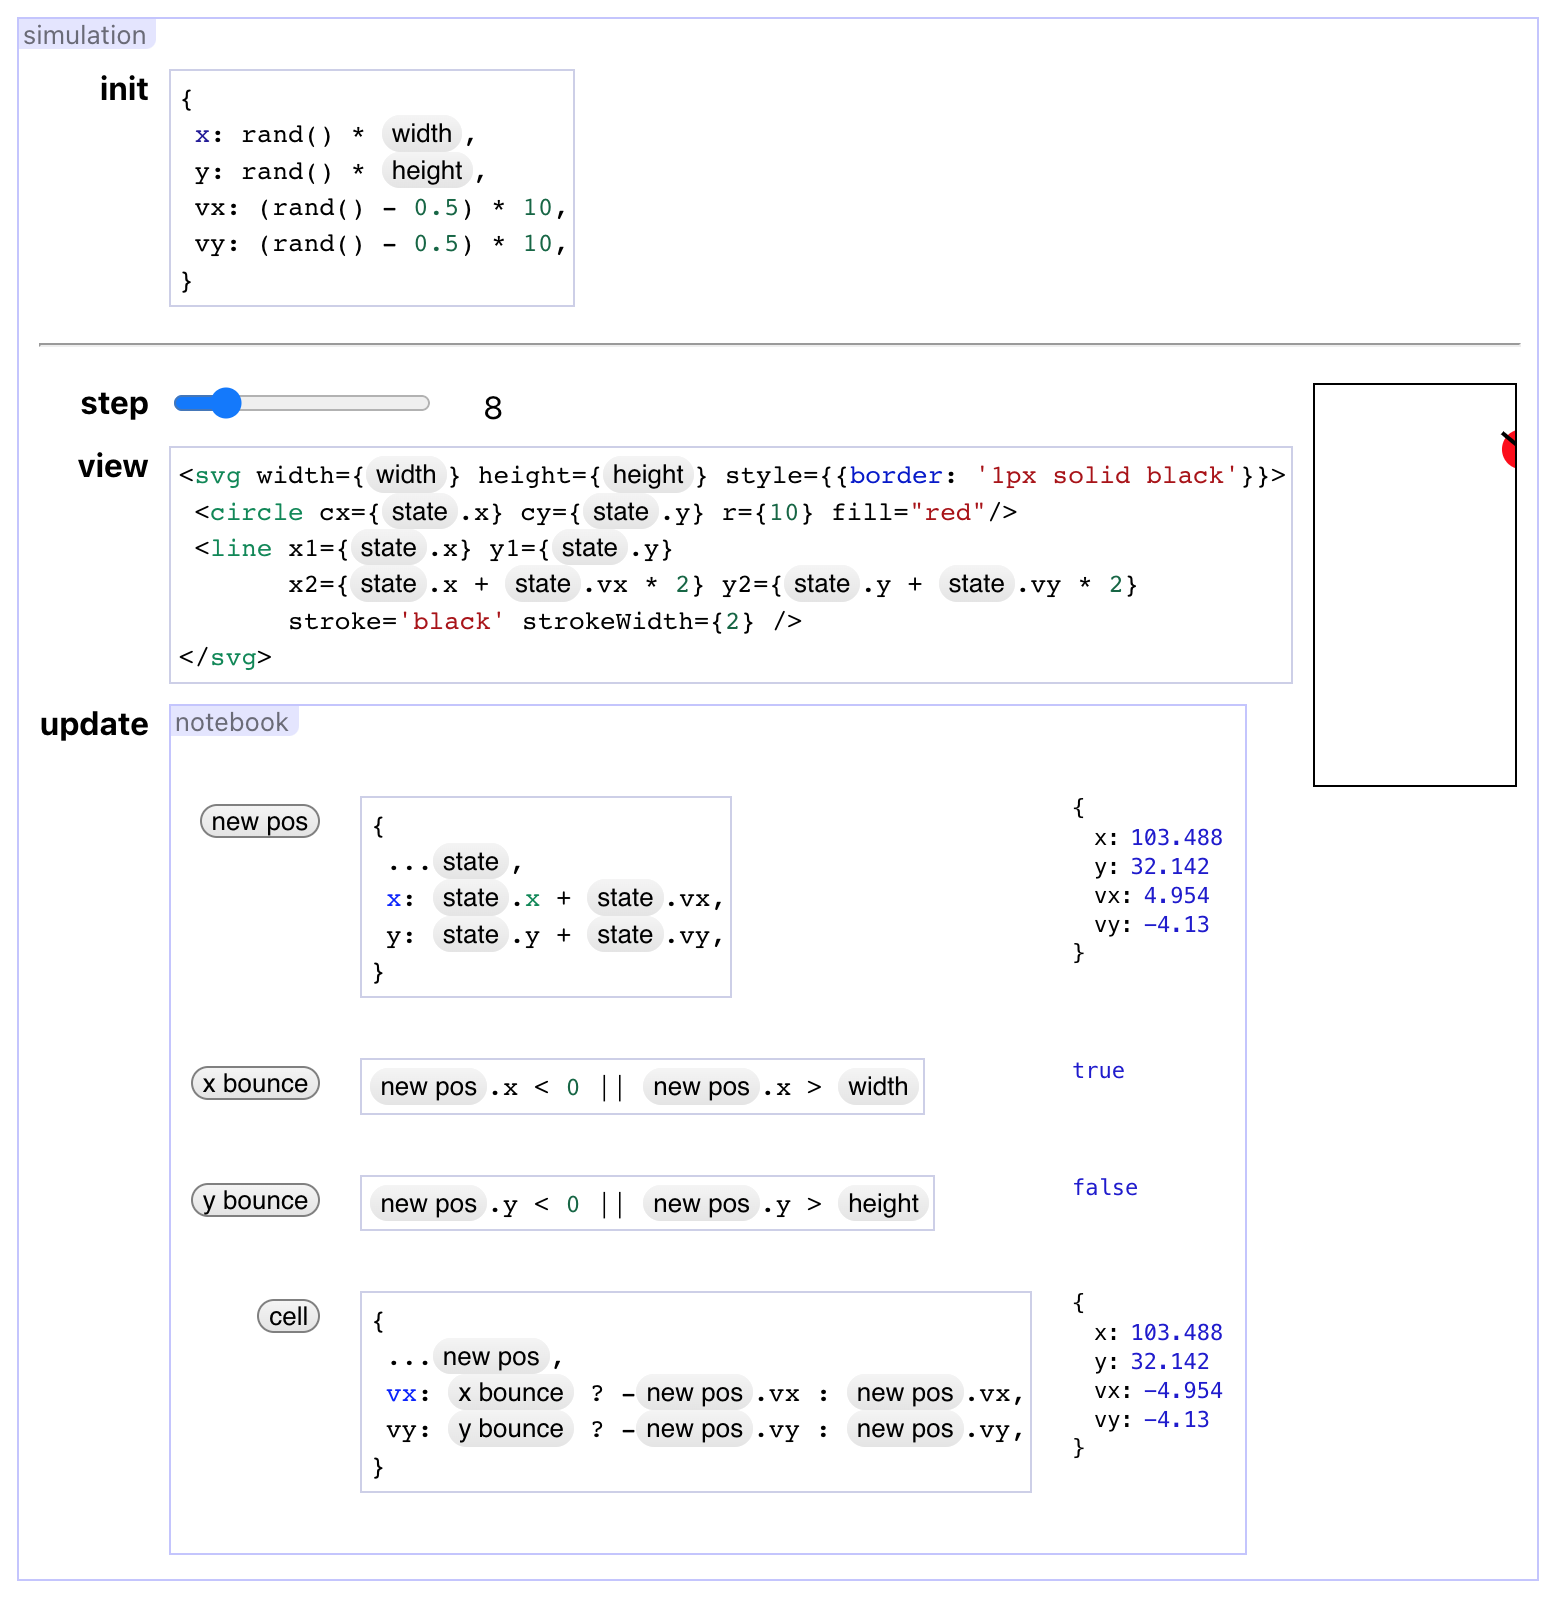 simulation
init
{
 x: rand() * width,
 y: rand() * height,
 vx: (rand() - 0.5) * 10,
 vy: (rand() - 0.5) * 10,
}
step 8
view
<svg width={width} height={height} style={{border: '1px solid black'}}>
 <circle cx={state.x} cy={state.y} r={10} fill="red"/>
 <line x1={state.x} y1={state.y}
       x2={state.x + state.vx * 2} y2={state.y + state.vy * 2}
       stroke='black' strokeWidth={2} />
</svg>
update
notebook
new pos
{
 ...state,
 x: state.x + state.vx,
 y: state.y + state.vy,
}
{
 x: 103.488
 y: 32.142
 vx: 4.954
 vy: -4.13
}
x bounce
new pos.x < 0 || new pos.x > width
true
y bounce
new pos.y < 0 || new pos.y > height
false
cell
{
 ...new pos,
 vx: x bounce ? -new pos.vx : new pos.vx,
 vy: y bounce ? -new pos.vy : new pos.vy,
}
{
 x: 103.488
 y: 32.142
 vx: -4.954
 vy: -4.13
}